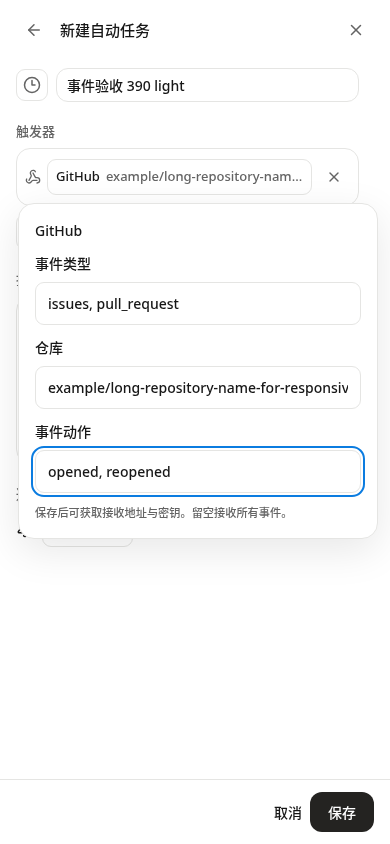 新建自动任务
事件验收 390 light
触发器
GitHub example/long-repository-nam...
GitHub
事件类型
issues, pull_request
仓库
example/long-repository-name-for-responsiv
事件动作
opened, reopened
保存后可获取接收地址与密钥。留空接收所有事件。
取消 保存